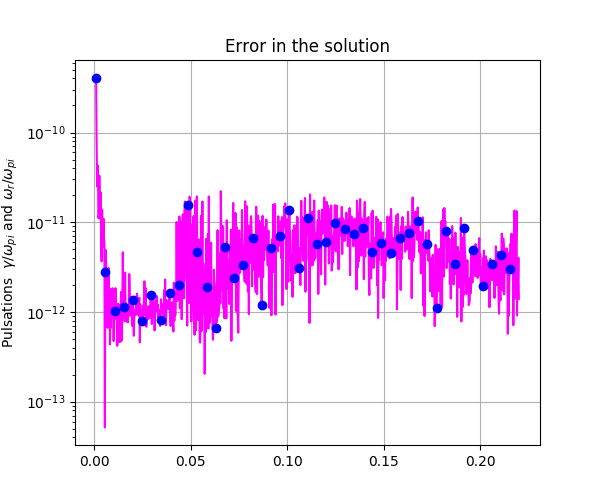 Error in the solution
Pulsations γ/ω_pi and ω_r/ω_pi
10⁻¹⁰
10⁻¹¹
10⁻¹²
10⁻¹³
0.00 0.05 0.10 0.15 0.20